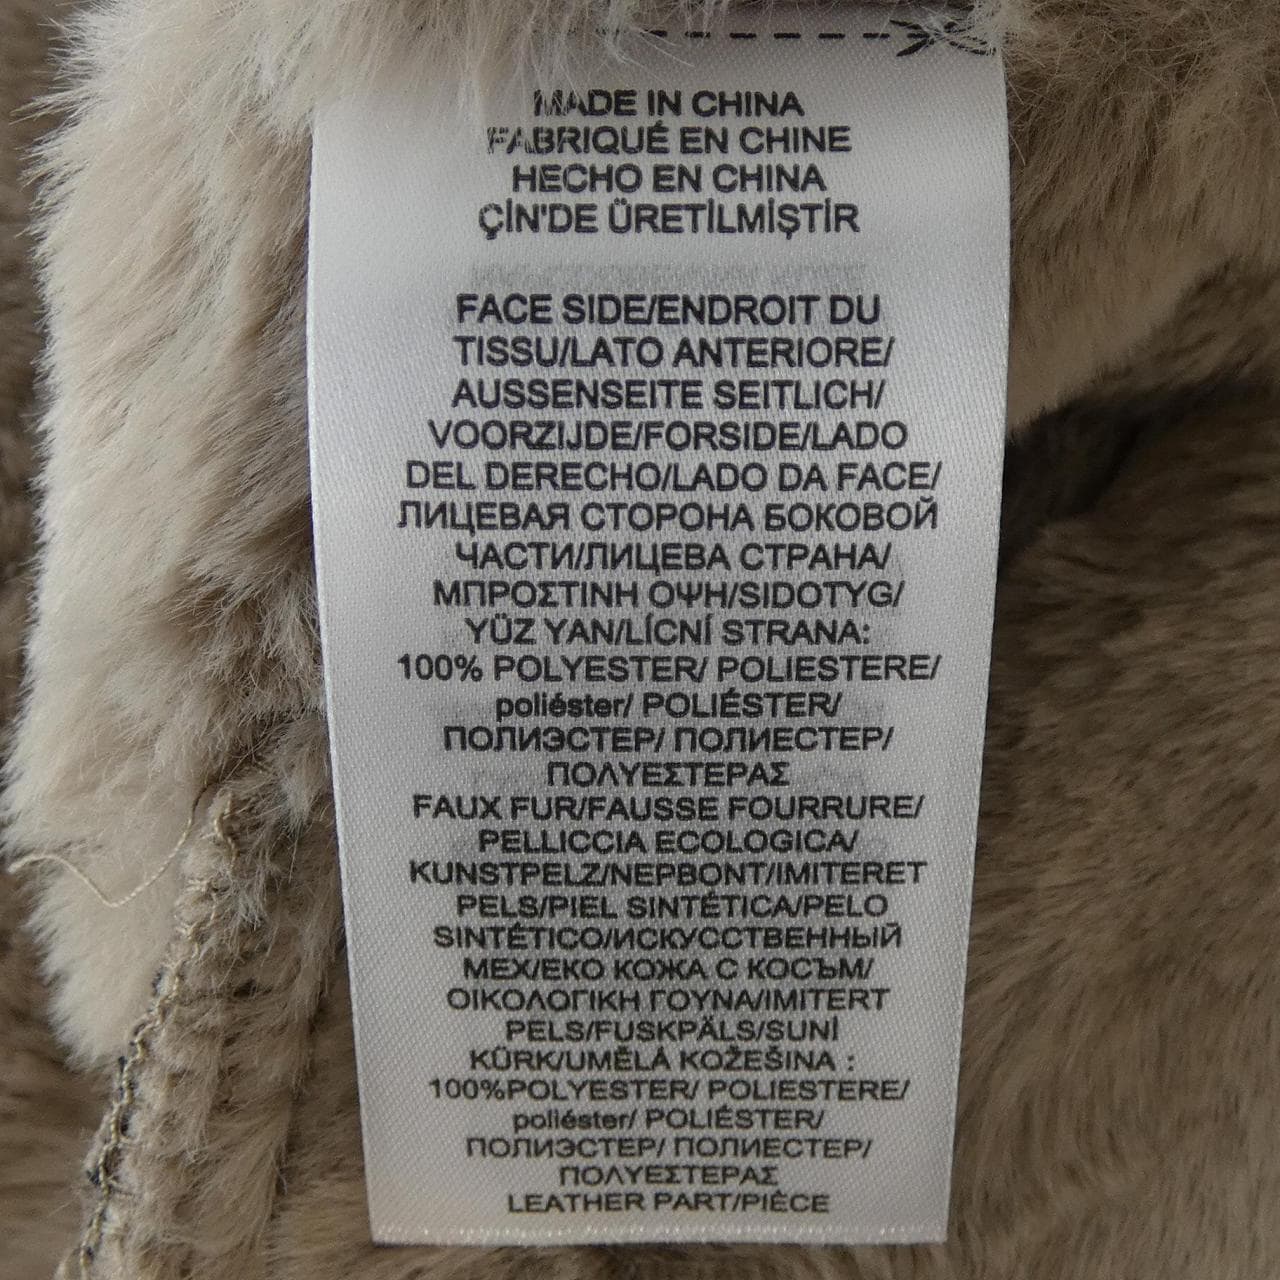 MADE IN CHINA
FABRIQUÉ EN CHINE
HECHO EN CHINA
ÇİN'DE ÜRETİLMİŞTİR
FACE SIDE/ENDROIT DU
TISSU/LATO ANTERIORE/
AUSSENSEITE SEITLICH/
VOORZIJDE/FORSIDE/LADO
DEL DERECHO/LADO DA FACE/
ЛИЦЕВАЯ СТОРОНА БОКОВОЙ
ЧАСТИ/ЛИЦЕВА СТРАНА/
ΜΠΡΟΣΤΙΝΗ ΟΨΗ/SIDOTYG/
YÜZ YAN/LÍCNÍ STRANA:
100% POLYESTER/ POLIESTERE/
poliéster/ POLIÉSTER/
ПОЛИЭСТЕР/ ПОЛИЕСТЕР/
ΠΟΛΥΕΣΤΕΡΑΣ
FAUX FUR/FAUSSE FOURRURE/
PELLICCIA ECOLOGICA/
KUNSTPELZ/NEPBONT/IMITERET
PELS/PIEL SINTÉTICA/PELO
SINTÉTICO/ИСКУССТВЕННЫЙ
МЕХ/ЕКО КОЖА С КОСЪМ/
ΟΙΚΟΛΟΓΙΚΗ ΓΟΥΝΑ/IMITERT
PELS/FUSKPÄLS/SUNİ
KÜRK/UMĚLÁ KOŽEŠINA :
100%POLYESTER/ POLIESTERE/
poliéster/ POLIÉSTER/
ПОЛИЭСТЕР/ ПОЛИЕСТЕР/
ΠΟΛΥΕΣΤΕΡΑΣ
LEATHER PART/PIÈCE